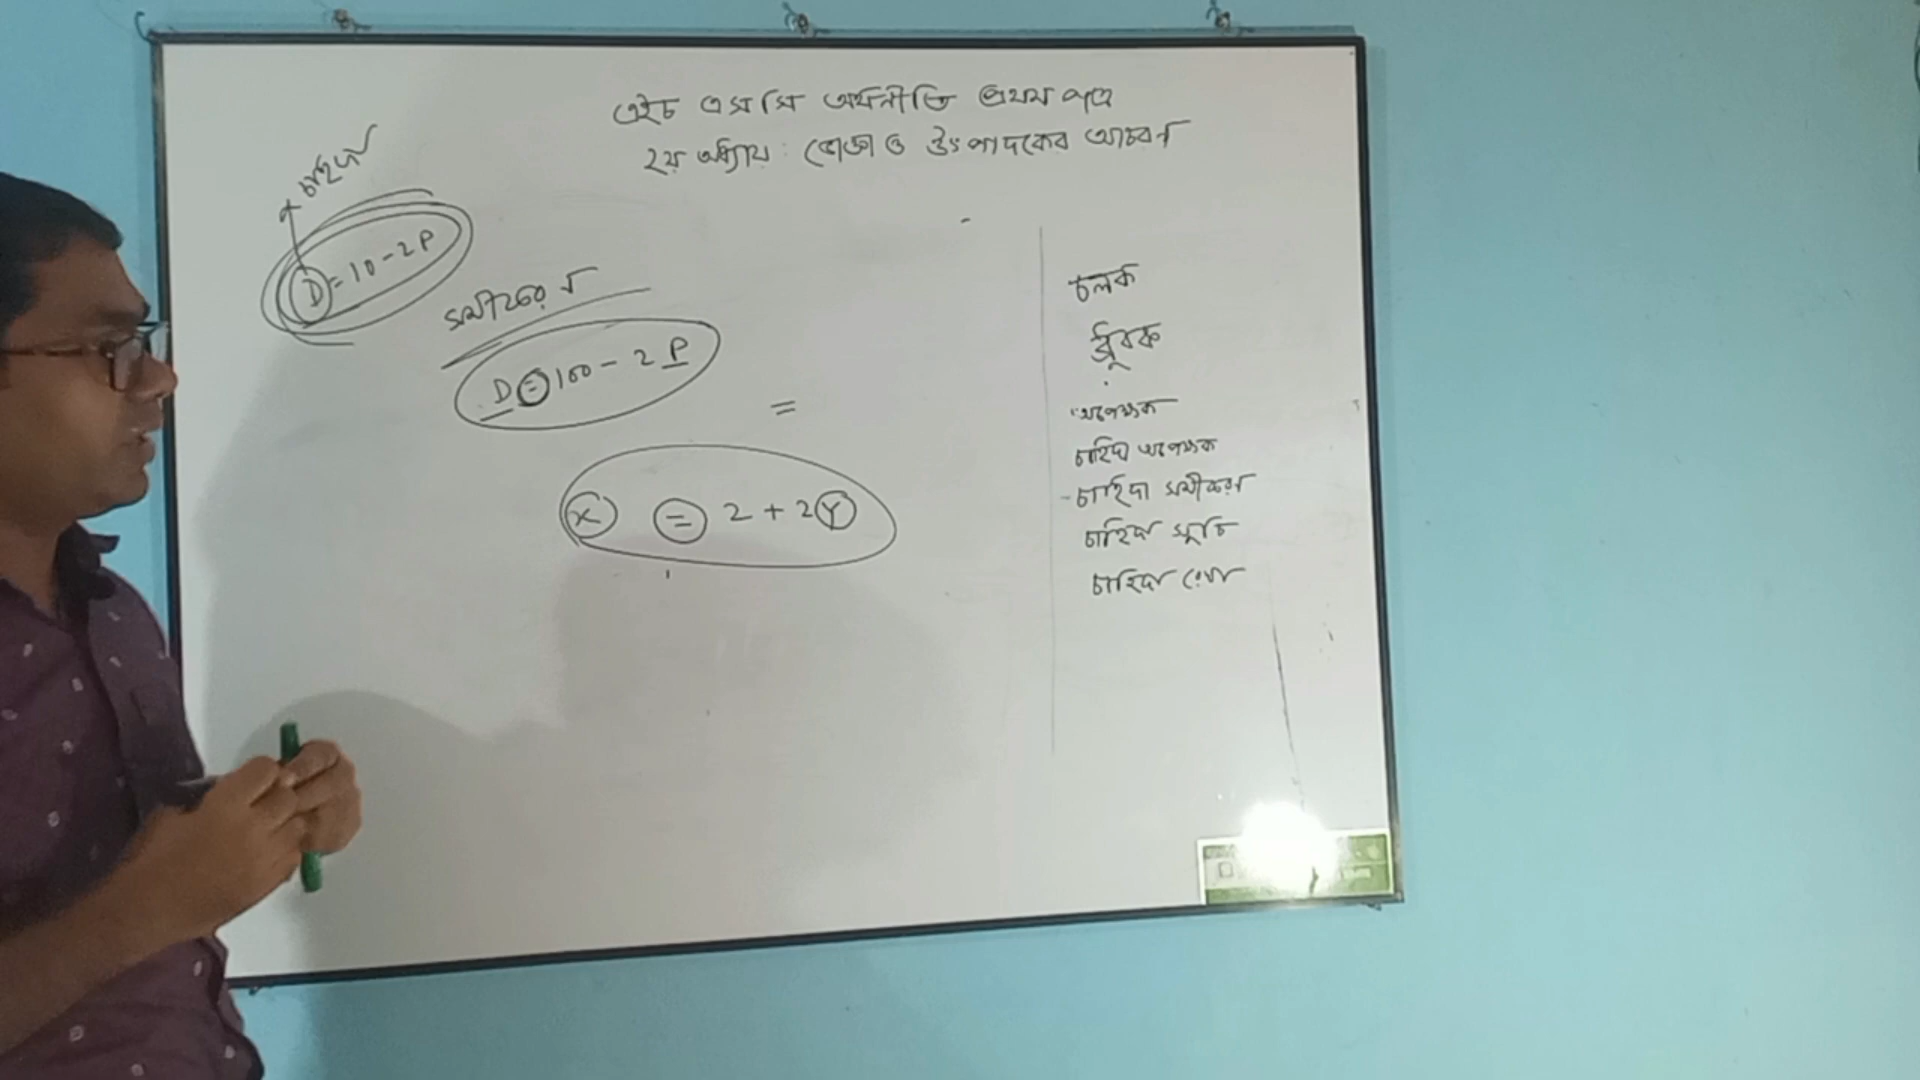 এইচ এস সি অর্থনীতি প্রথম পত্র
২য় অধ্যায় : ভোক্তা ও উৎপাদকের আচরণ
চাহিদা
D = 10 - 2P
সমীকরণ
D = 100 - 2P
=
X = 2 + 2Y
চলক
ধ্রুবক
অপেক্ষক
চাহিদা অপেক্ষক
- চাহিদা সমীকরণ
চাহিদা সূচি
চাহিদা রেখা